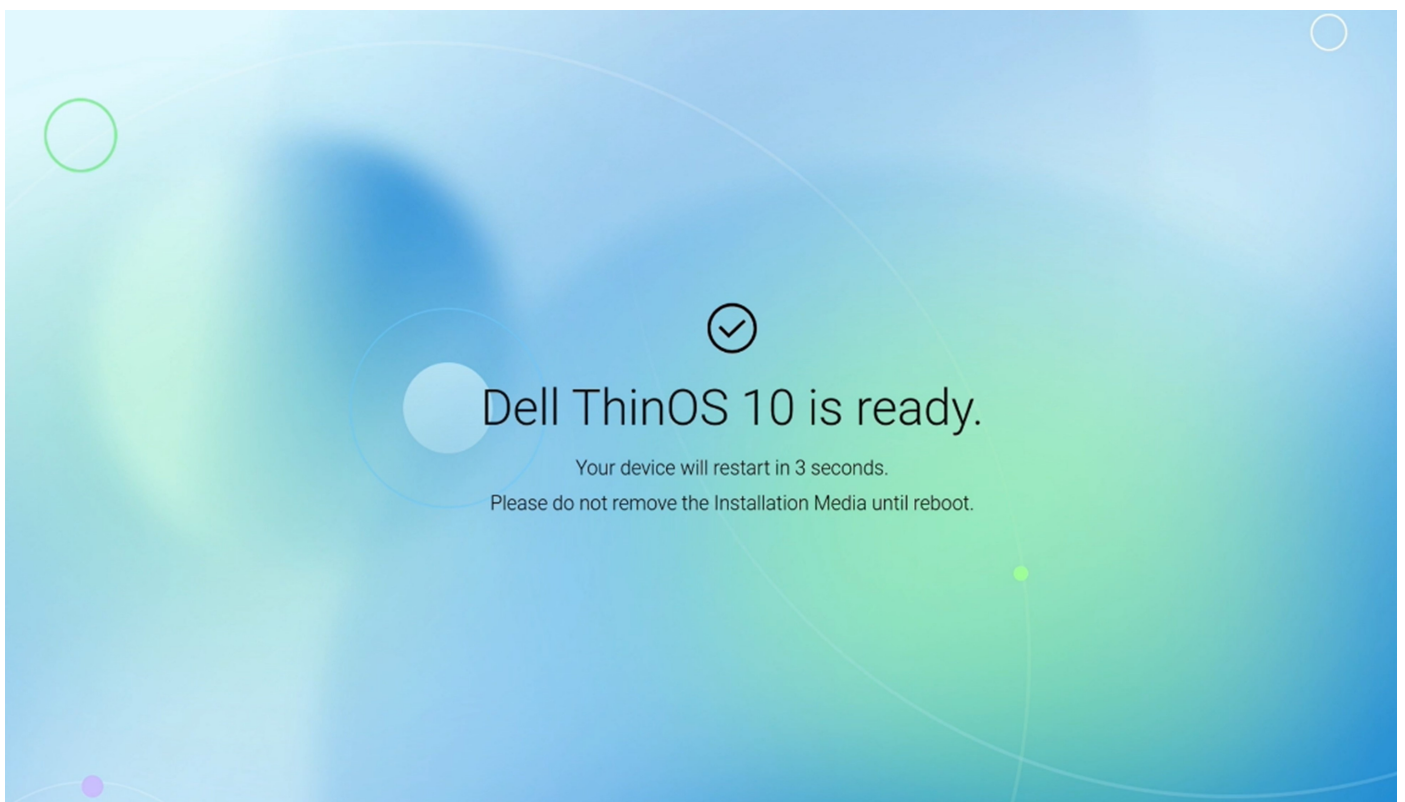 Dell ThinOS 10 is ready.
Your device will restart in 3 seconds.
Please do not remove the Installation Media until reboot.